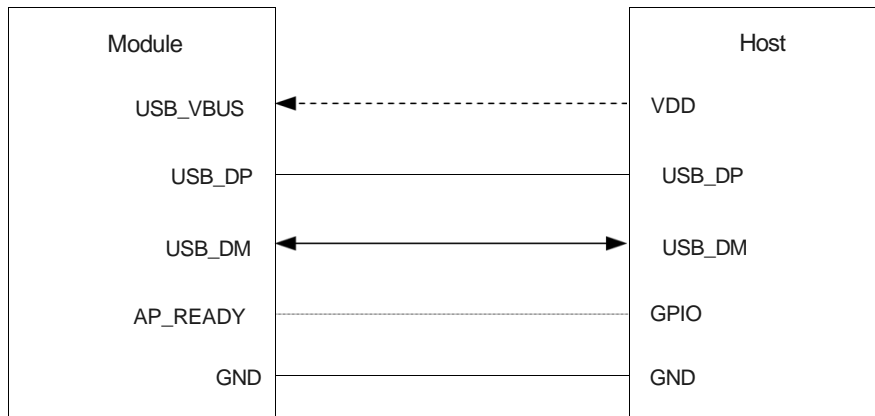 Module Host
USB_VBUS VDD
USB_DP USB_DP
USB_DM USB_DM
AP_READY GPIO
GND GND